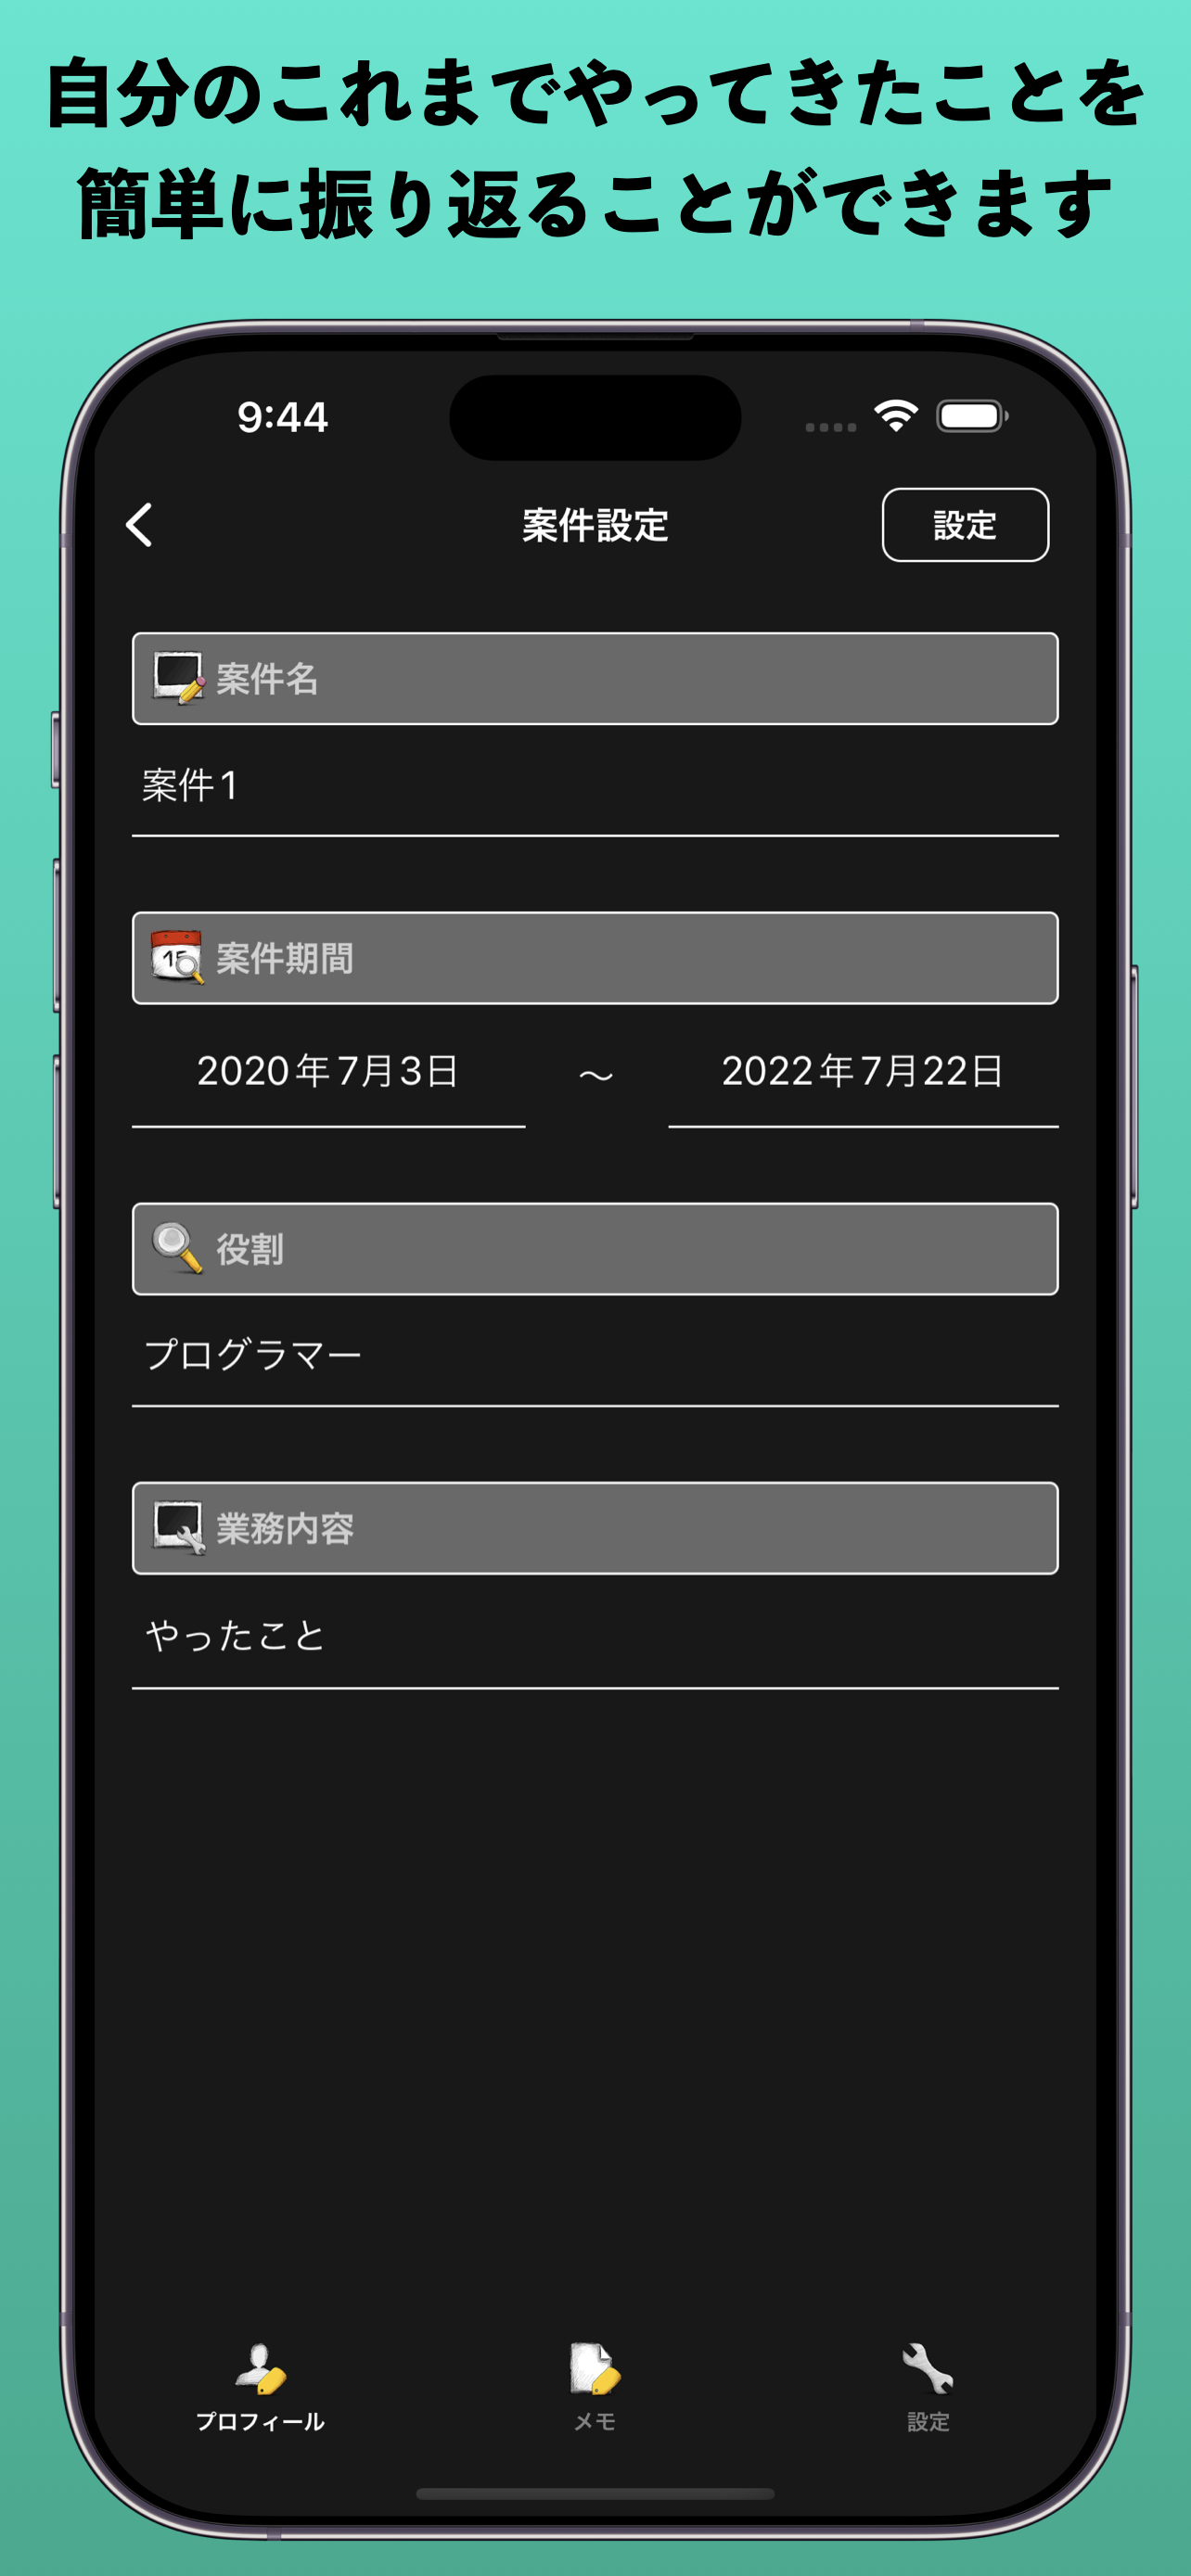 自分のこれまでやってきたことを
簡単に振り返ることができます
9:44
案件設定
設定
案件名
案件1
15
案件期間
2020年7月3日 ～ 2022年7月22日
役割
プログラマー
業務内容
やったこと
プロフィール
メモ
設定